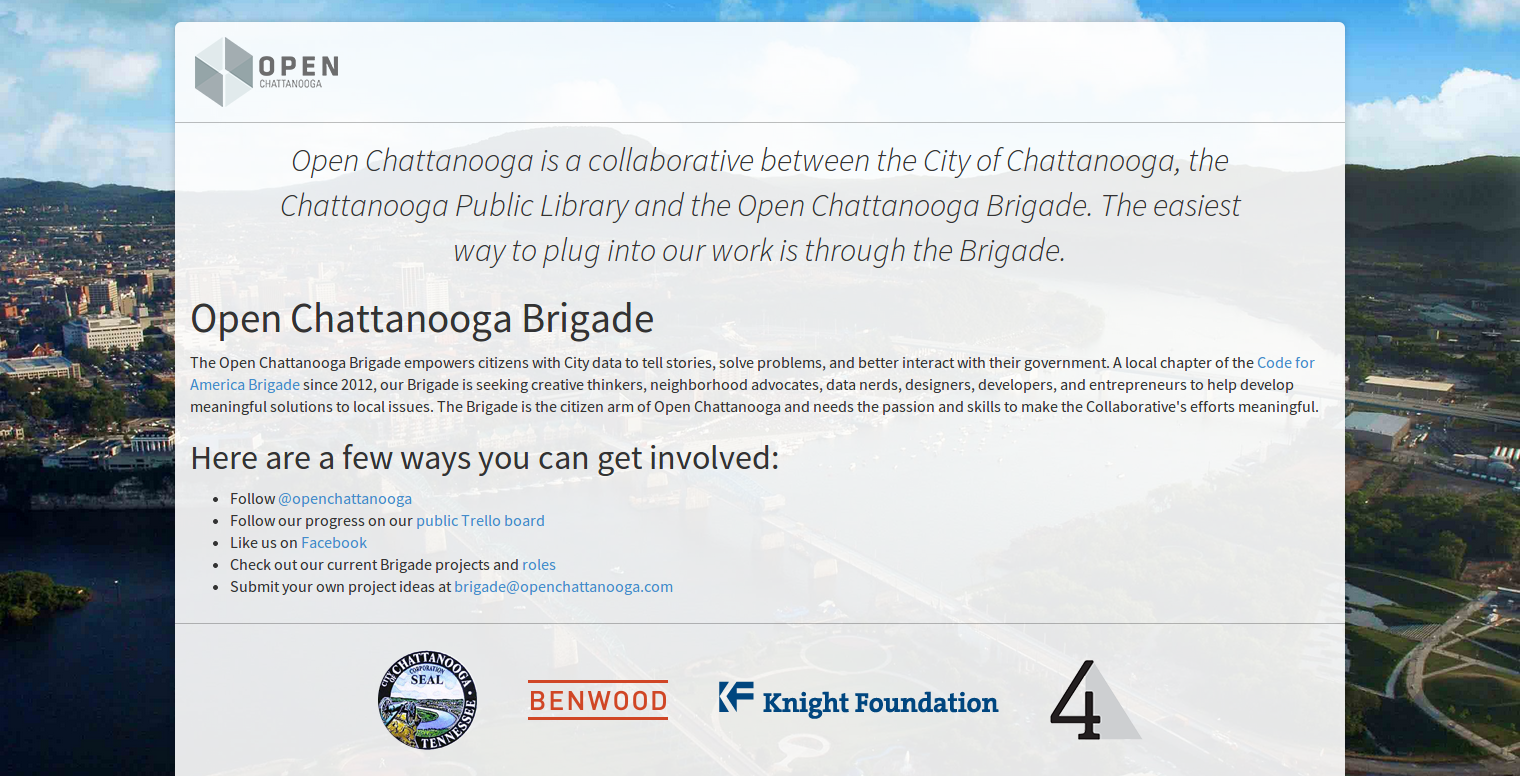 OPEN
CHATTANOOGA
Open Chattanooga is a collaborative between the City of Chattanooga, the
Chattanooga Public Library and the Open Chattanooga Brigade. The easiest
way to plug into our work is through the Brigade.
Open Chattanooga Brigade
The Open Chattanooga Brigade empowers citizens with City data to tell stories, solve problems, and better interact with their government. A local chapter of the Code for
America Brigade since 2012, our Brigade is seeking creative thinkers, neighborhood advocates, data nerds, designers, developers, and entrepreneurs to help develop
meaningful solutions to local issues. The Brigade is the citizen arm of Open Chattanooga and needs the passion and skills to make the Collaborative's efforts meaningful.
Here are a few ways you can get involved:
• Follow @openchattanooga
• Follow our progress on our public Trello board
• Like us on Facebook
• Check out our current Brigade projects and roles
• Submit your own project ideas at brigade@openchattanooga.com
CITY OF CHATTANOOGA
CORPORATION
SEAL
TENNESSEE
BENWOOD
KF Knight Foundation
4